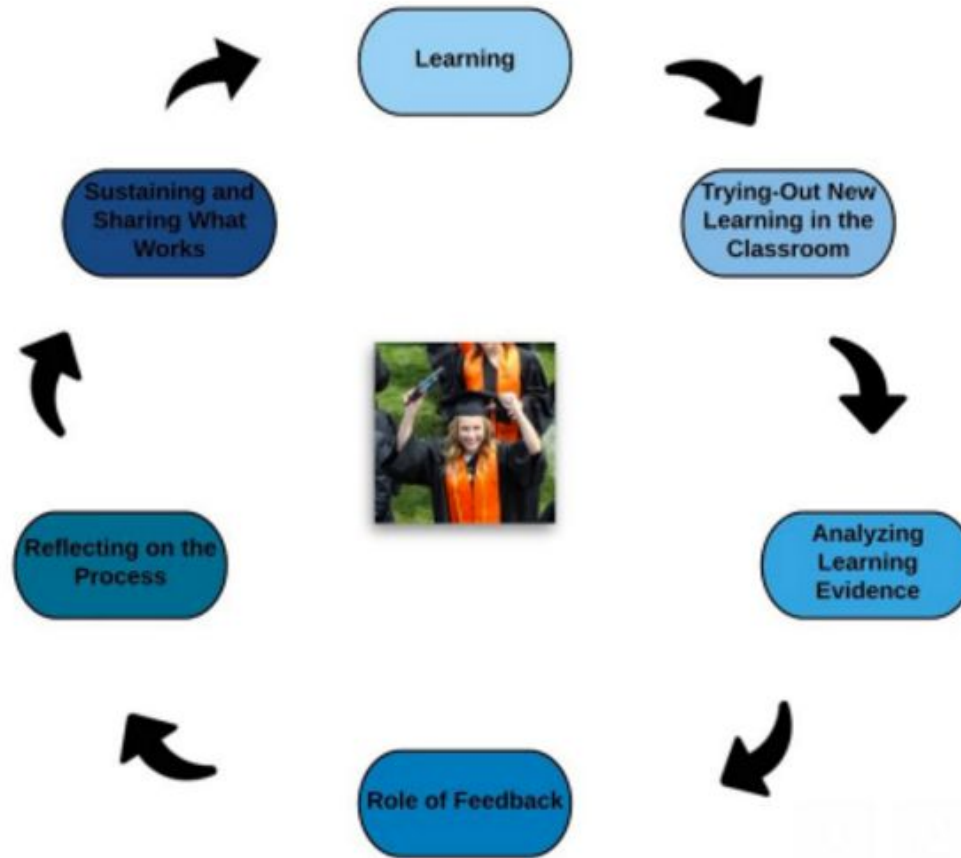 Learning
Trying-Out New
Learning in the
Classroom
Analyzing
Learning
Evidence
Role of Feedback
Reflecting on the
Process
Sustaining and
Sharing What
Works